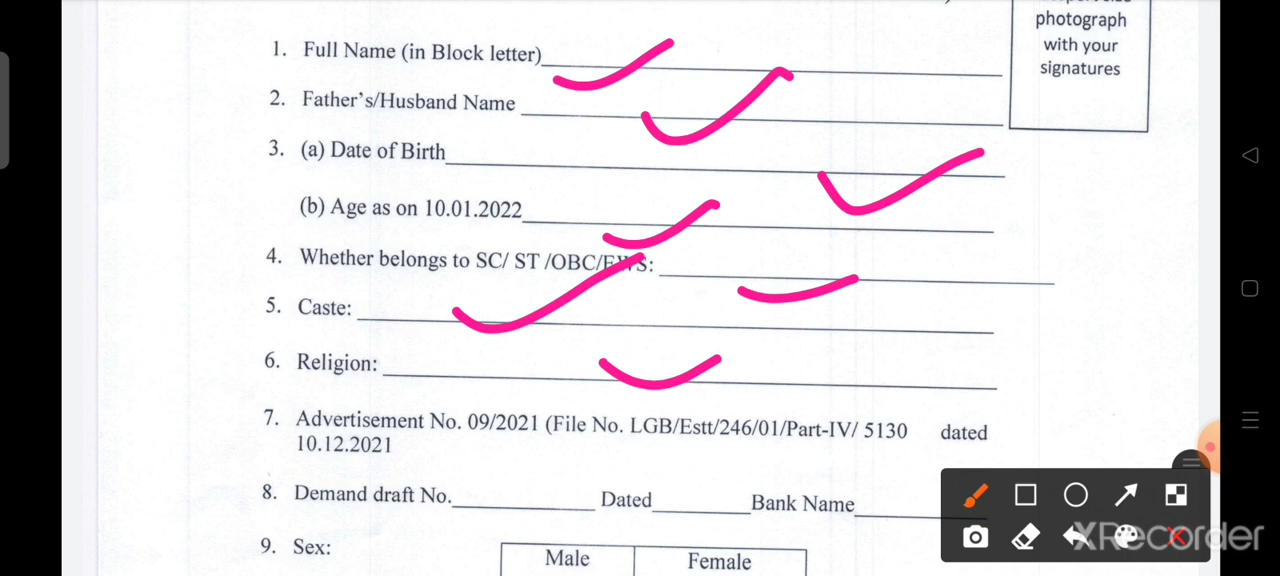 photograph
with your
signatures
1. Full Name (in Block letter)
2. Father's/Husband Name
3. (a) Date of Birth
(b) Age as on 10.01.2022
4. Whether belongs to SC/ ST /OBC/EWS:
5. Caste:
6. Religion:
7. Advertisement No. 09/2021 (File No. LGB/Estt/246/01/Part-IV/ 5130 dated
10.12.2021
8. Demand draft No. Dated Bank Name
9. Sex:
Male Female
XRecorder